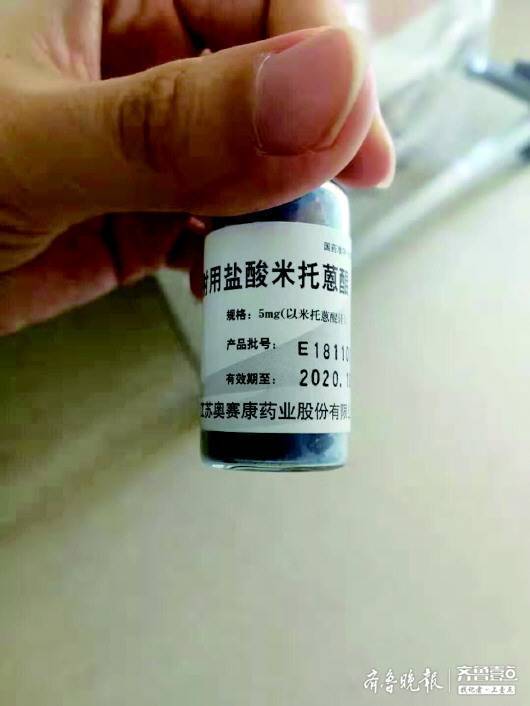 国药准
射用盐酸米托蒽醌
规格：5mg(以米托蒽醌计)
产品批号： E18110
有效期至： 2020.1
江苏奥赛康药业股份有限
齐鲁晚报
齐鲁壹点